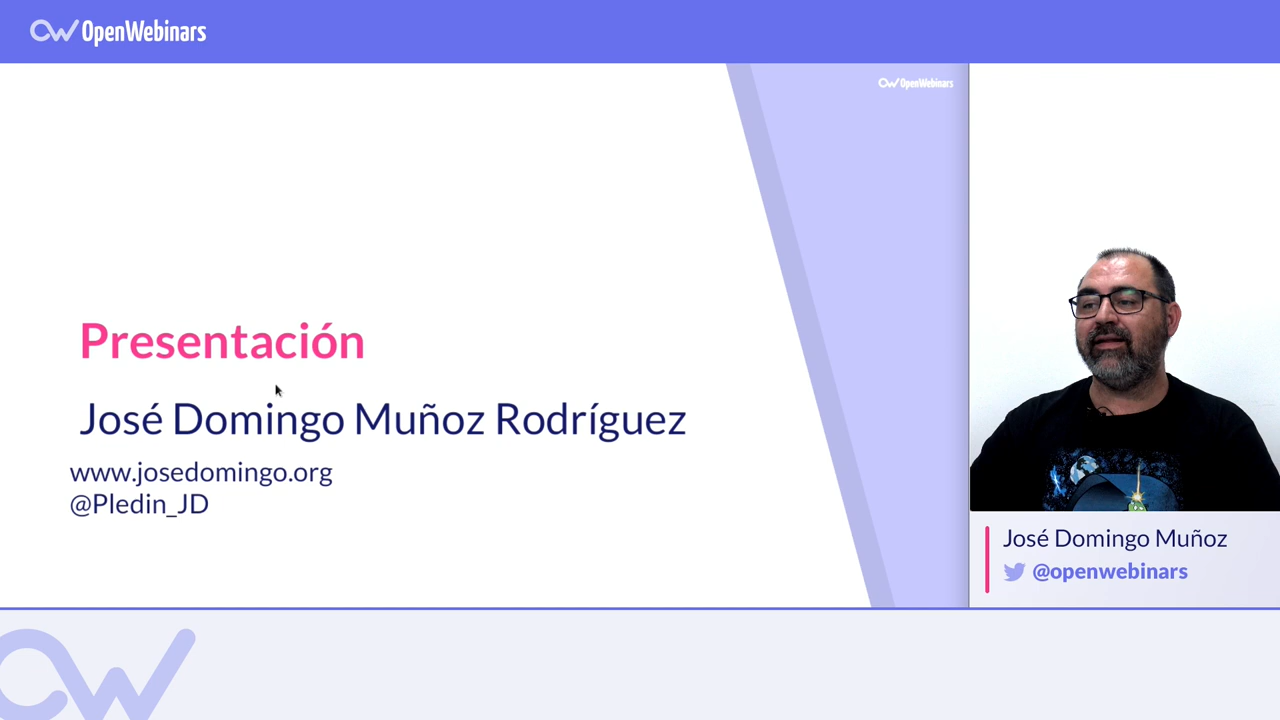 OpenWebinars
OpenWebinars
Presentación
José Domingo Muñoz Rodríguez
www.josedomingo.org
@Pledin_JD
José Domingo Muñoz
@openwebinars